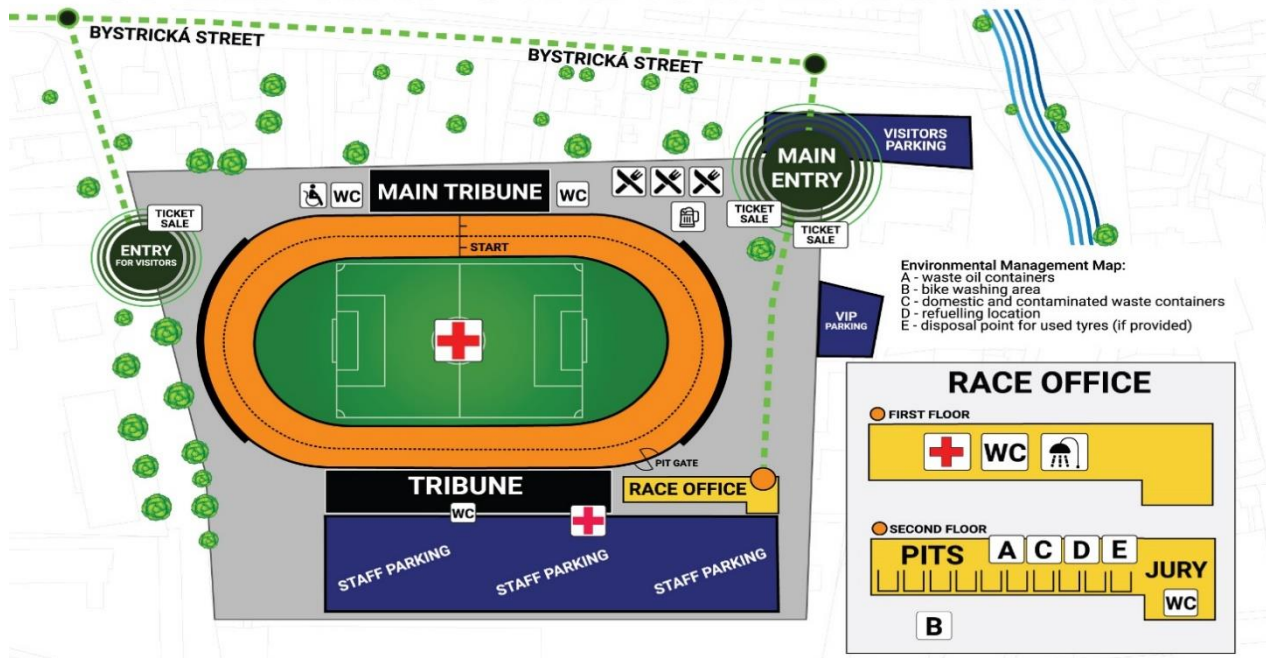 BYSTRICKÁ STREET
BYSTRICKÁ STREET
VISITORS
PARKING
MAIN
ENTRY
WC
MAIN TRIBUNE
WC
TICKET
SALE
TICKET
SALE
TICKET
SALE
ENTRY
FOR VISITORS
START
Environmental Management Map:
A - waste oil containers
B - bike washing area
C - domestic and contaminated waste containers
D - refuelling location
E - disposal point for used tyres (if provided)
VIP
PARKING
RACE OFFICE
FIRST FLOOR
WC
PIT GATE
TRIBUNE
RACE OFFICE
WC
STAFF PARKING
STAFF PARKING
STAFF PARKING
SECOND FLOOR
PITS
A
C
D
E
JURY
WC
B